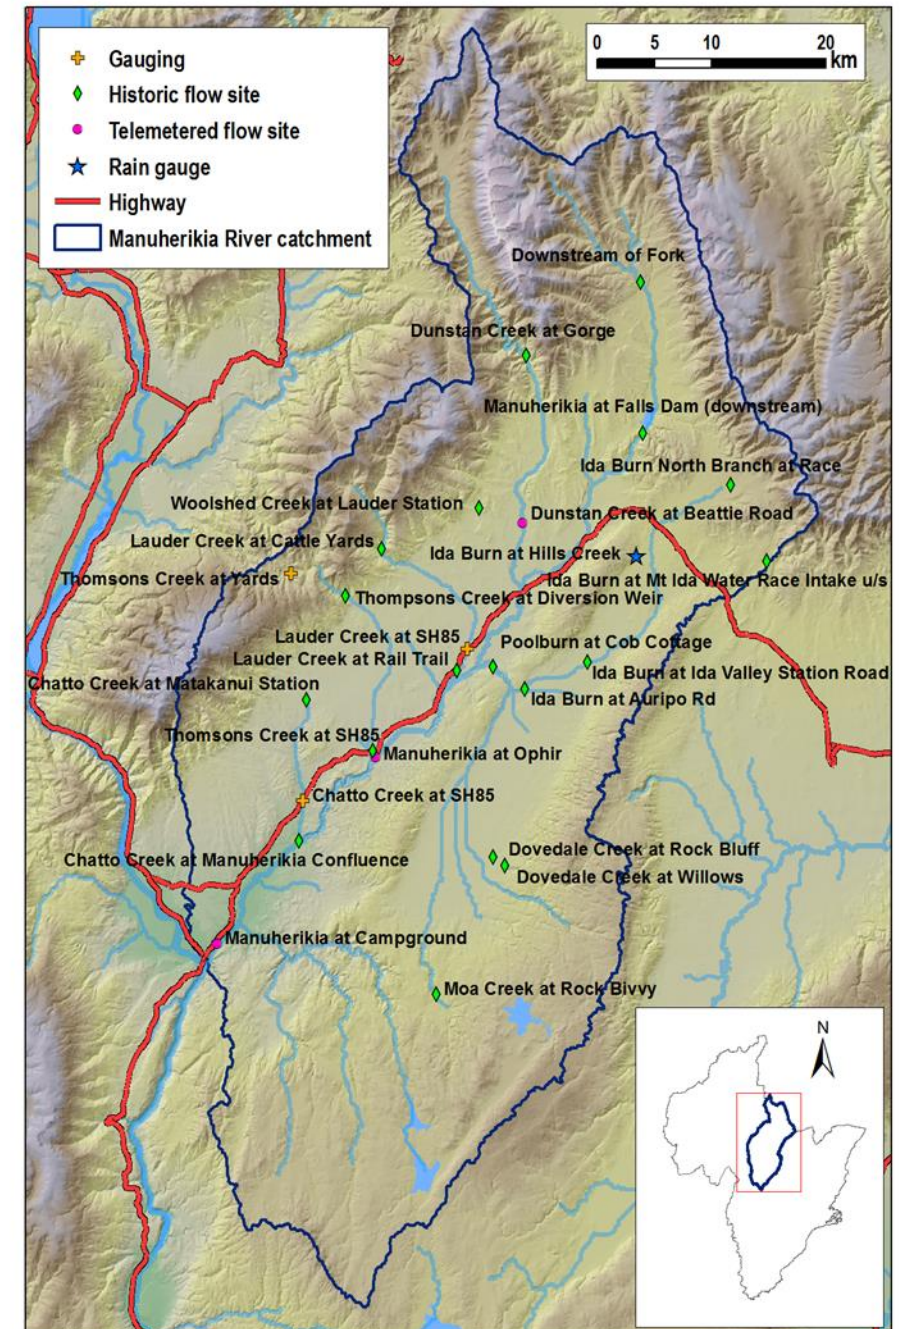 Gauging
Historic flow site
Telemetered flow site
Rain gauge
Highway
Manuherikia River catchment
0 5 10 20
km
Downstream of Fork
Dunstan Creek at Gorge
Manuherikia at Falls Dam (downstream)
Ida Burn North Branch at Race
Woolshed Creek at Lauder Station
Dunstan Creek at Beattie Road
Lauder Creek at Cattle Yards
Ida Burn at Hills Creek
Thomsons Creek at Yards
Ida Burn at Mt Ida Water Race Intake u/s
Thompsons Creek at Diversion Weir
Lauder Creek at SH85
Poolburn at Cob Cottage
Lauder Creek at Rail Trail
Ida Burn at Ida Valley Station Road
Chatto Creek at Matakanui Station
Ida Burn at Auripo Rd
Thomsons Creek at SH85
Manuherikia at Ophir
Chatto Creek at SH85
Dovedale Creek at Rock Bluff
Chatto Creek at Manuherikia Confluence
Dovedale Creek at Willows
Manuherikia at Campground
Moa Creek at Rock Bivvy
N